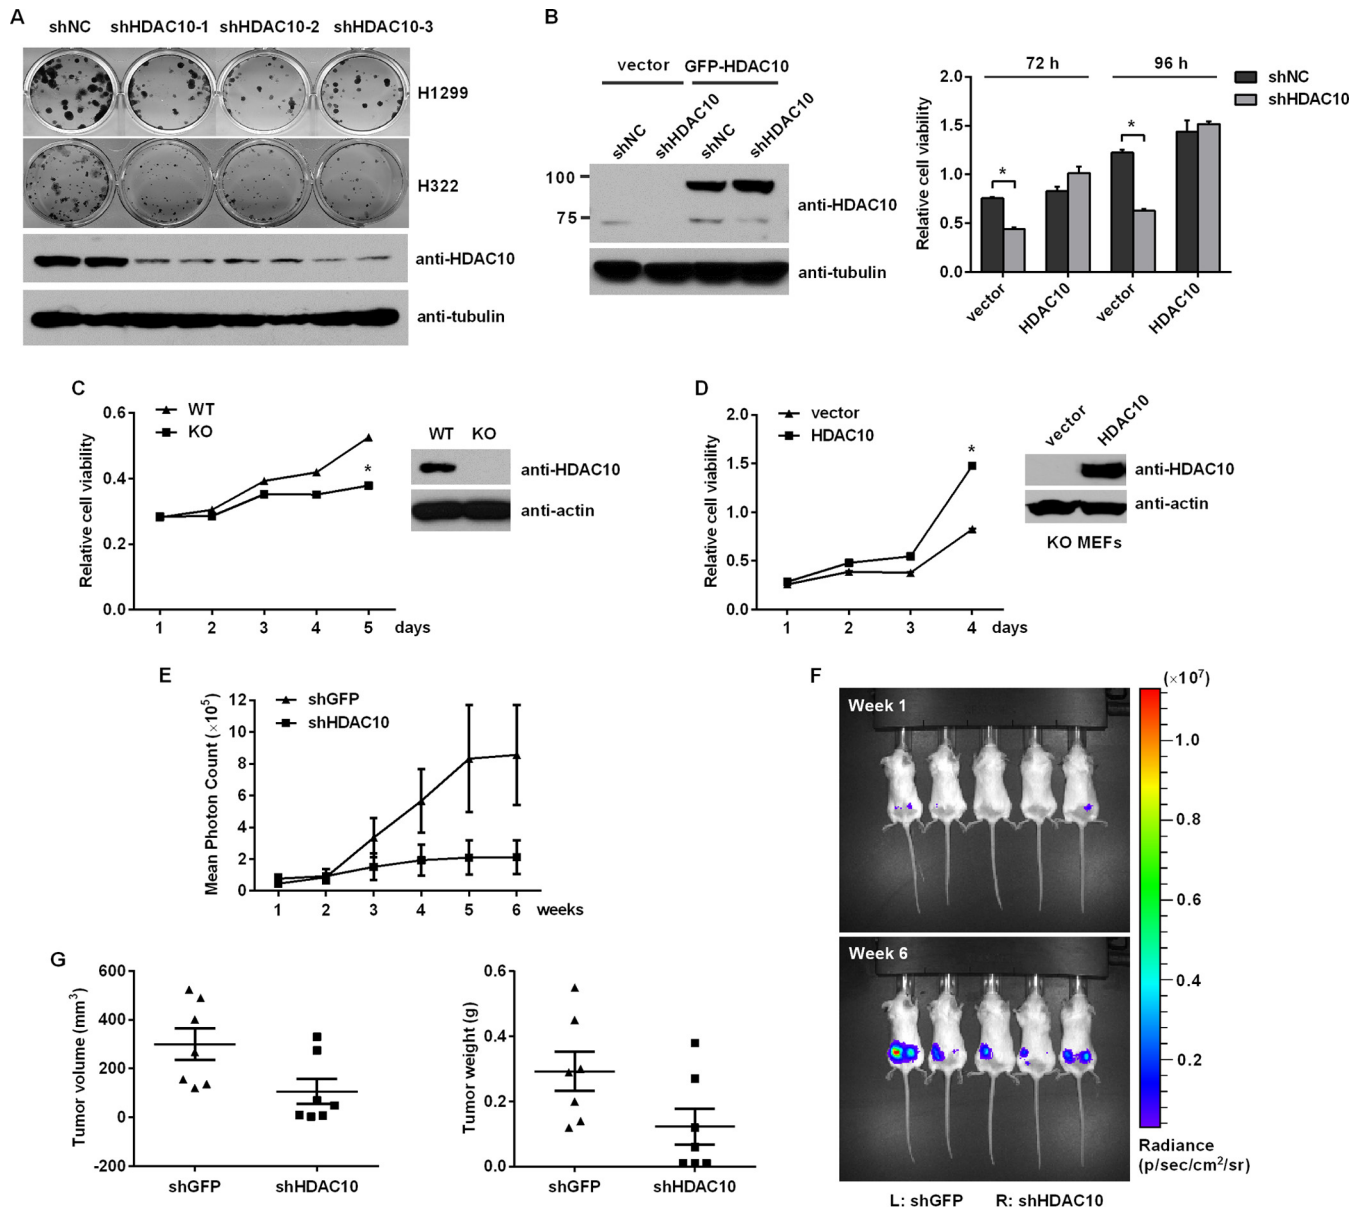 A
shNC shHDAC10-1 shHDAC10-2 shHDAC10-3
H1299
H322
anti-HDAC10
anti-tubulin
B
vector GFP-HDAC10
shNC shHDAC10 shNC shHDAC10
100
75
anti-HDAC10
anti-tubulin
72 h 96 h
shNC
shHDAC10
Relative cell viability
2.0
1.5
1.0
0.5
0.0
* *
vector HDAC10 vector HDAC10
C
WT
KO
Relative cell viability
0.6
0.4
0.2
0.0
*
1 2 3 4 5 days
WT KO
anti-HDAC10
anti-actin
D
vector
HDAC10
Relative cell viability
2.0
1.5
1.0
0.5
0.0
*
1 2 3 4 days
vector HDAC10
anti-HDAC10
anti-actin
KO MEFs
E
shGFP
shHDAC10
Mean Photon Count (×10⁵)
12
10
8
6
4
2
0
1 2 3 4 5 6 weeks
F
Week 1
Week 6
(×10⁷)
1.0
0.8
0.6
0.4
0.2
Radiance
(p/sec/cm²/sr)
L: shGFP R: shHDAC10
G
Tumor volume (mm³)
600
400
200
0
-200
shGFP shHDAC10
Tumor weight (g)
0.6
0.4
0.2
0.0
shGFP shHDAC10